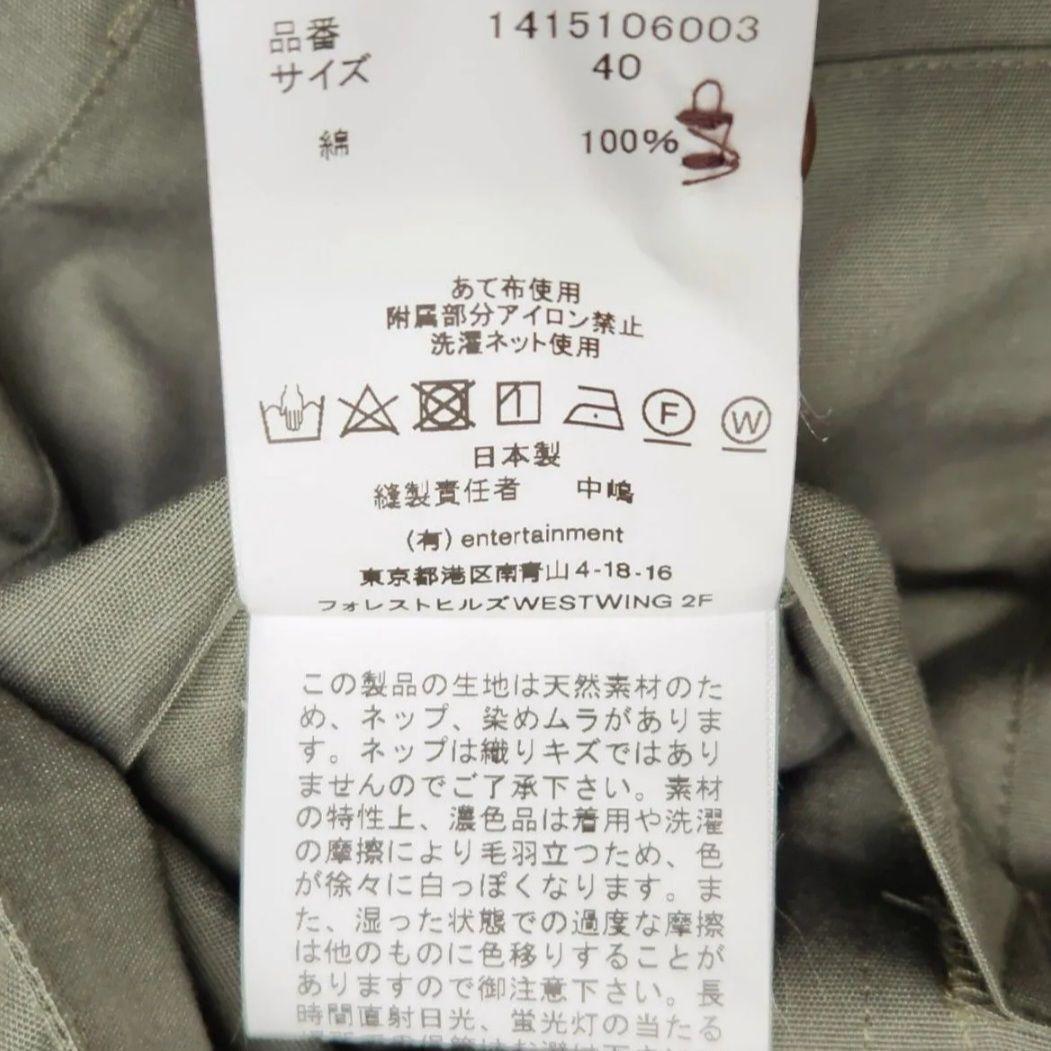 品番 1415106003
サイズ 40
綿 100%
あて布使用
附属部分アイロン禁止
洗濯ネット使用
F W
日本製
縫製責任者 中嶋
(有) entertainment
東京都港区南青山4-18-16
フォレストヒルズWESTWING 2F
この製品の生地は天然素材のた
め、ネップ、染めムラがありま
す。ネップは織りキズではあり
ませんのでご了承下さい。素材
の特性上、濃色品は着用や洗濯
の摩擦により毛羽立つため、色
が徐々に白っぽくなります。ま
た、湿った状態での過度な摩擦
は他のものに色移りすることが
ありますので御注意下さい。長
時間直射日光、蛍光灯の当たる